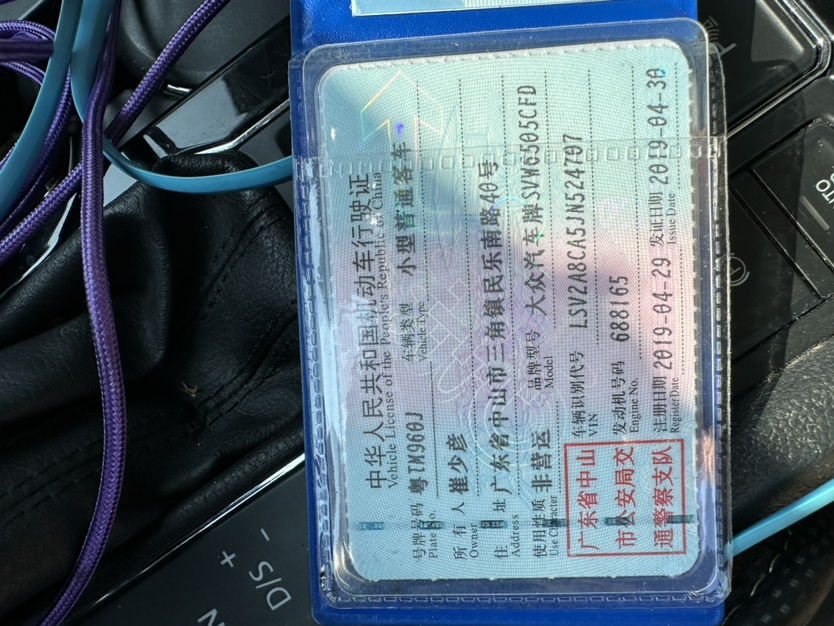 中华人民共和国机动车行驶证
Vehicle License of the People's Republic of China
号牌号码 粤TM960J 车辆类型 小型普通客车
Plate No. Vehicle Type
所有人 崔少彦
Owner
住址 广东省中山市三角镇民乐南路40号
Address
使用性质 非营运 品牌型号 大众汽车牌SVW6505CFD
Use Character Model
广东省中山
市公安局交
通警察支队
车辆识别代号 LSV2A8CA5JN524707
VIN
发动机号码 688165
Engine No.
注册日期 2019-04-29 发证日期 2019-04-30
Register Date Issue Date
D/S + -
N